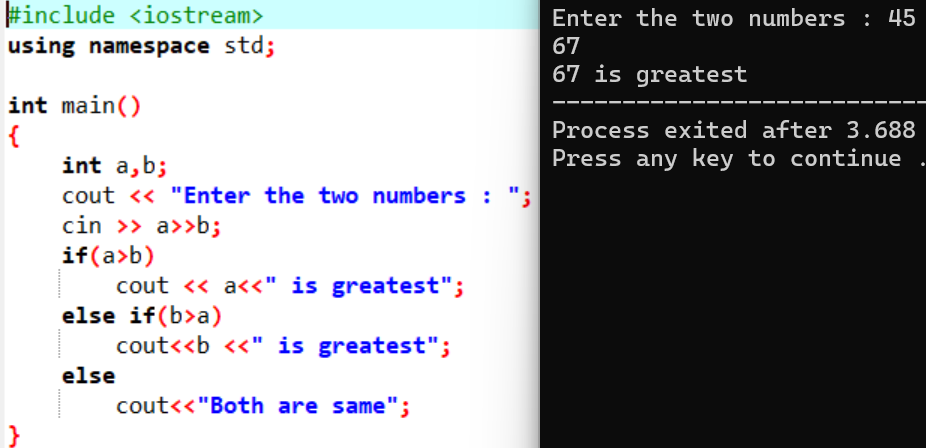 #include <iostream>
using namespace std;
int main()
{
int a,b;
cout << "Enter the two numbers : ";
cin >> a>>b;
if(a>b)
cout << a<<" is greatest";
else if(b>a)
cout<<b <<" is greatest";
else
cout<<"Both are same";
}
Enter the two numbers : 45
67
67 is greatest
--------------------------
Process exited after 3.688
Press any key to continue .